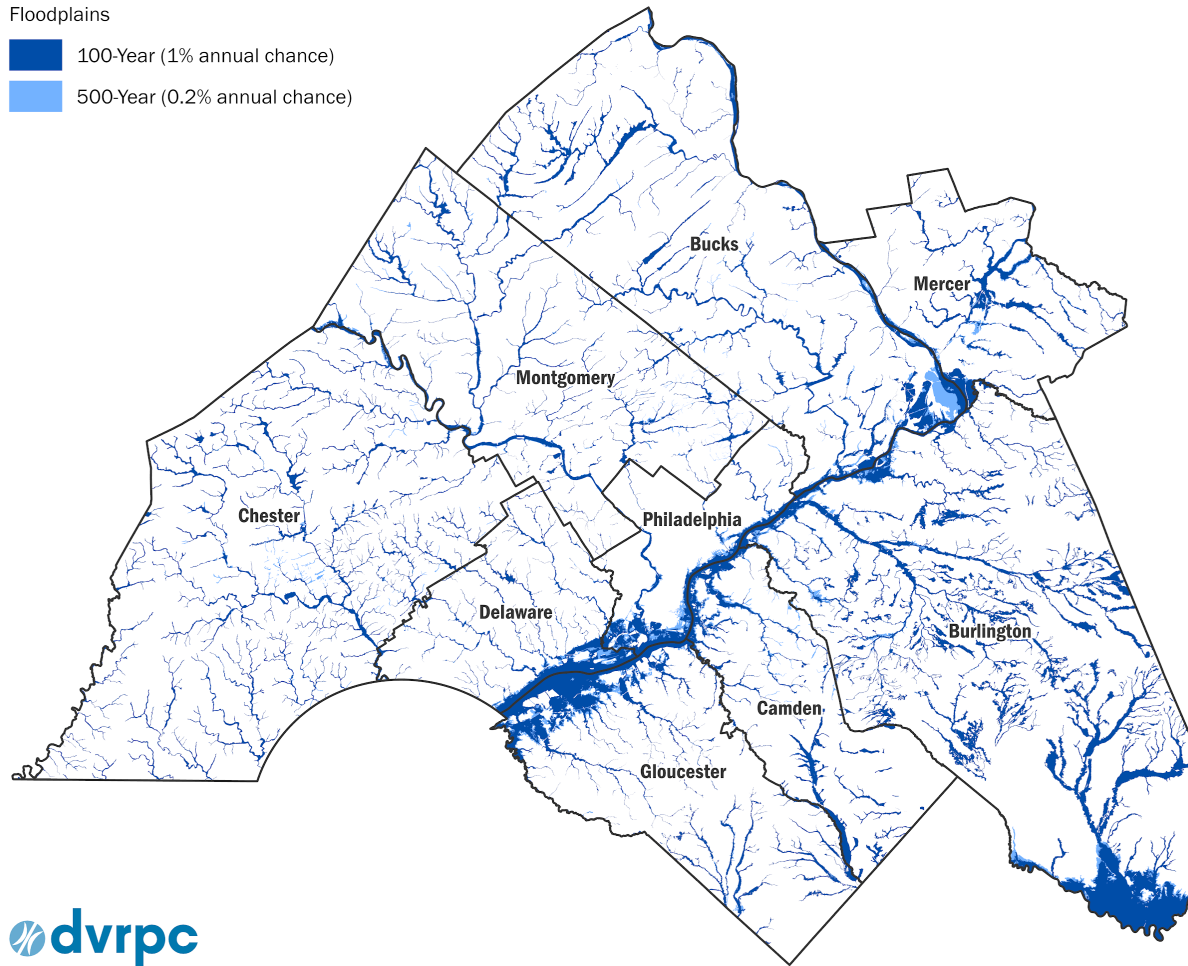 Floodplains
100-Year (1% annual chance)
500-Year (0.2% annual chance)
Bucks
Mercer
Montgomery
Chester
Philadelphia
Delaware
Burlington
Camden
Gloucester
dvrpc